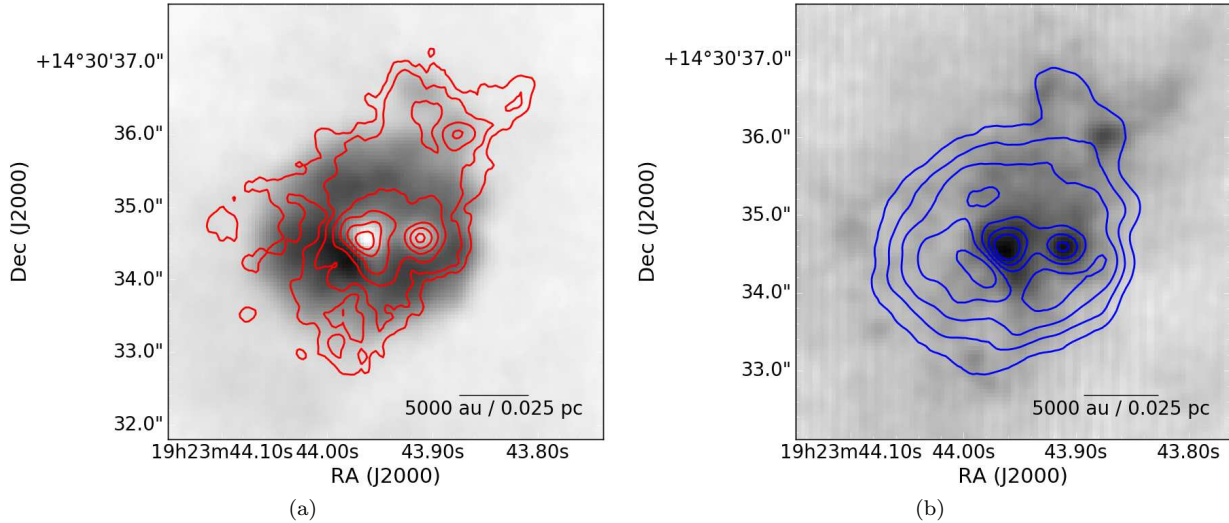 +14°30'37.0"
36.0"
35.0"
34.0"
33.0"
32.0"
Dec (J2000)
5000 au / 0.025 pc
19h23m44.10s 44.00s 43.90s 43.80s
RA (J2000)
(a)
+14°30'37.0"
36.0"
35.0"
34.0"
33.0"
Dec (J2000)
5000 au / 0.025 pc
19h23m44.10s 44.00s 43.90s 43.80s
RA (J2000)
(b)